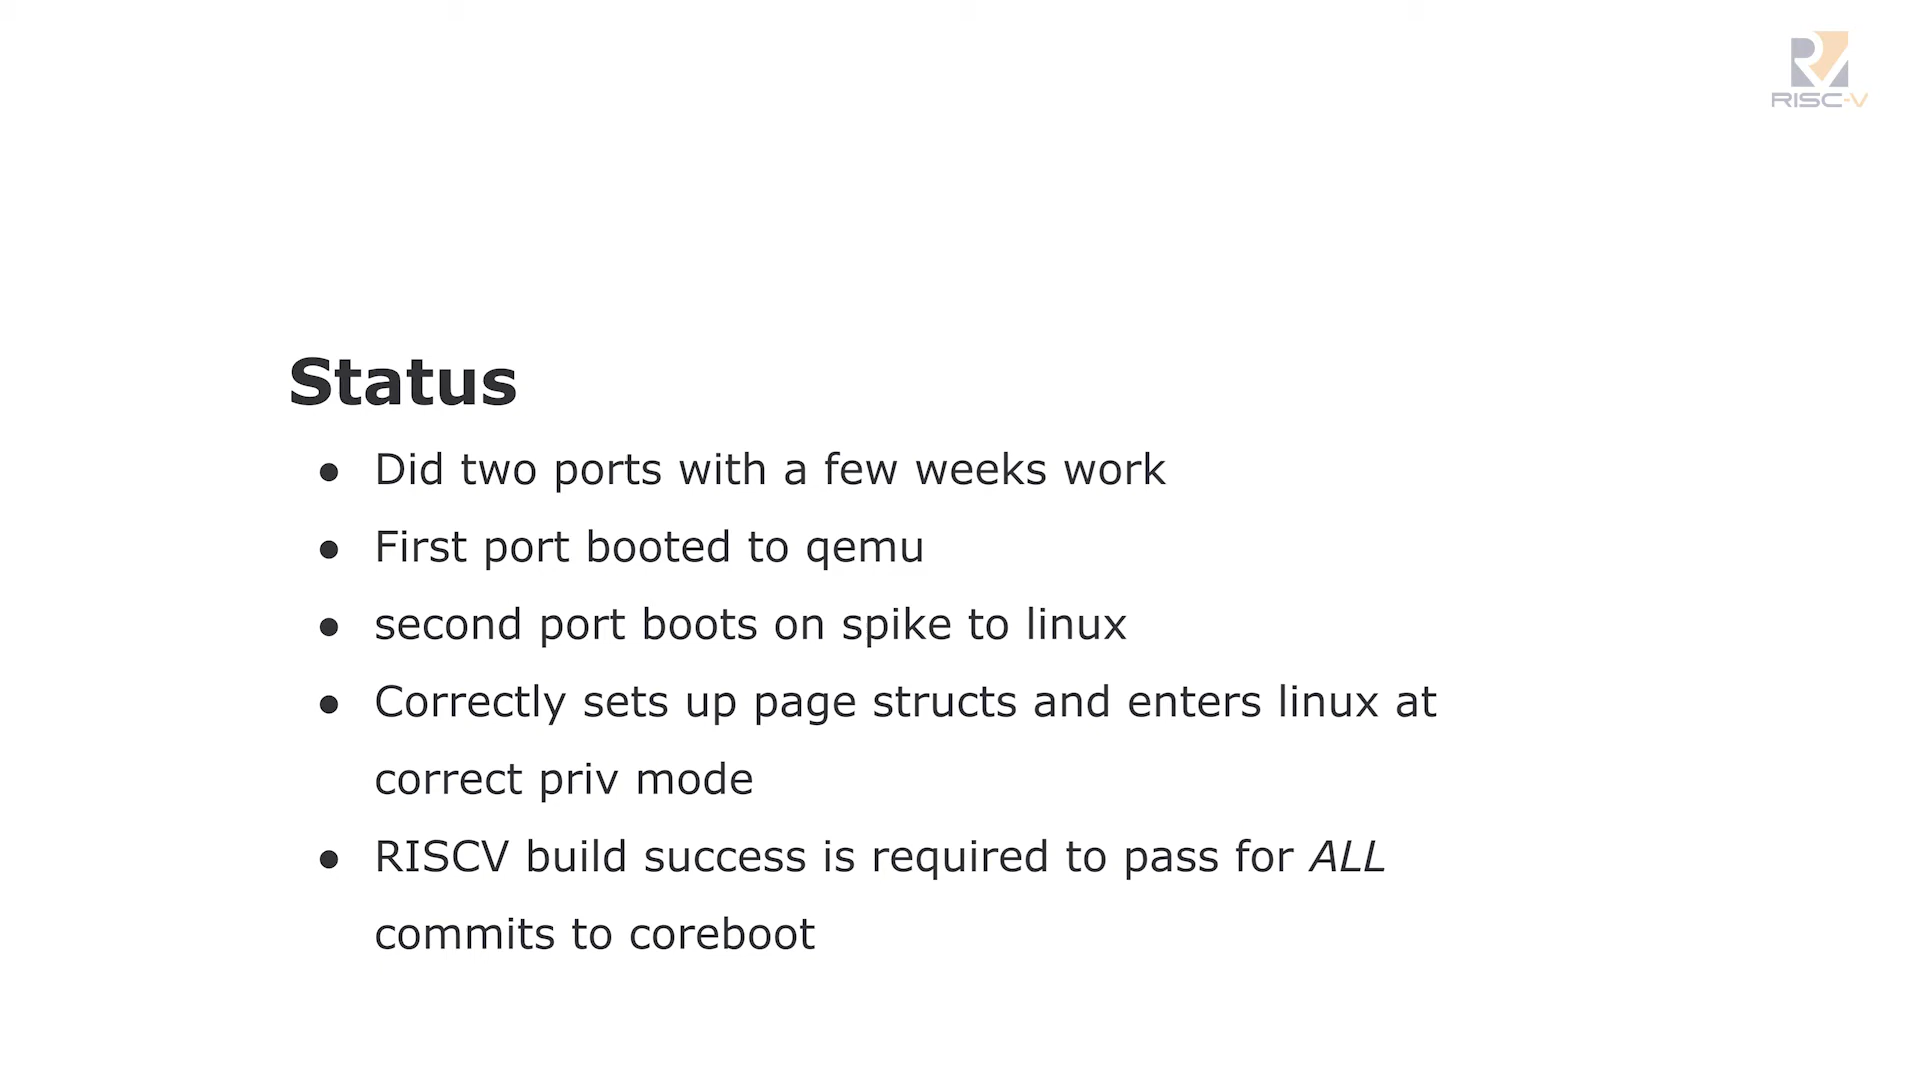 RISC-V
Status
● Did two ports with a few weeks work
● First port booted to qemu
● second port boots on spike to linux
● Correctly sets up page structs and enters linux at
correct priv mode
● RISCV build success is required to pass for ALL
commits to coreboot